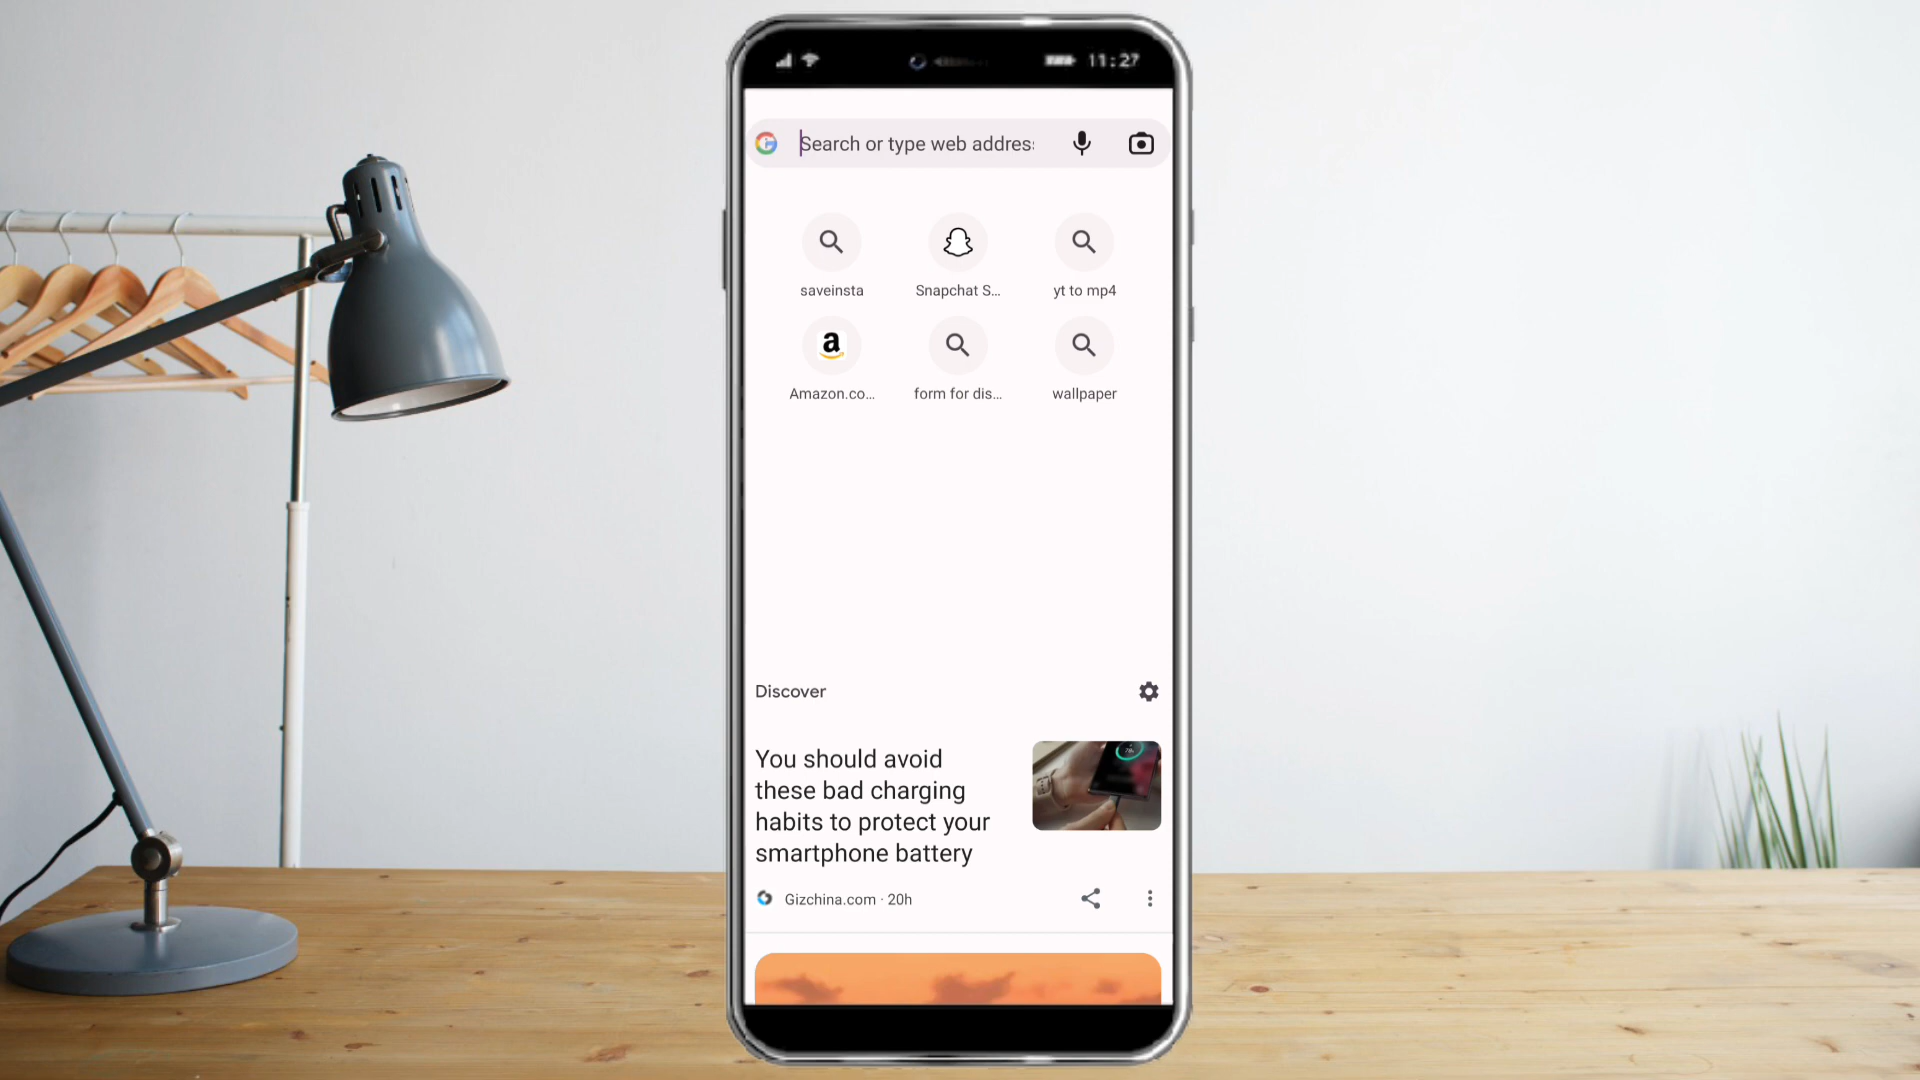 11:27
Search or type web addres
saveinsta
Snapchat S...
yt to mp4
Amazon.co...
form for dis...
wallpaper
Discover
You should avoid
these bad charging
habits to protect your
smartphone battery
Gizchina.com · 20h